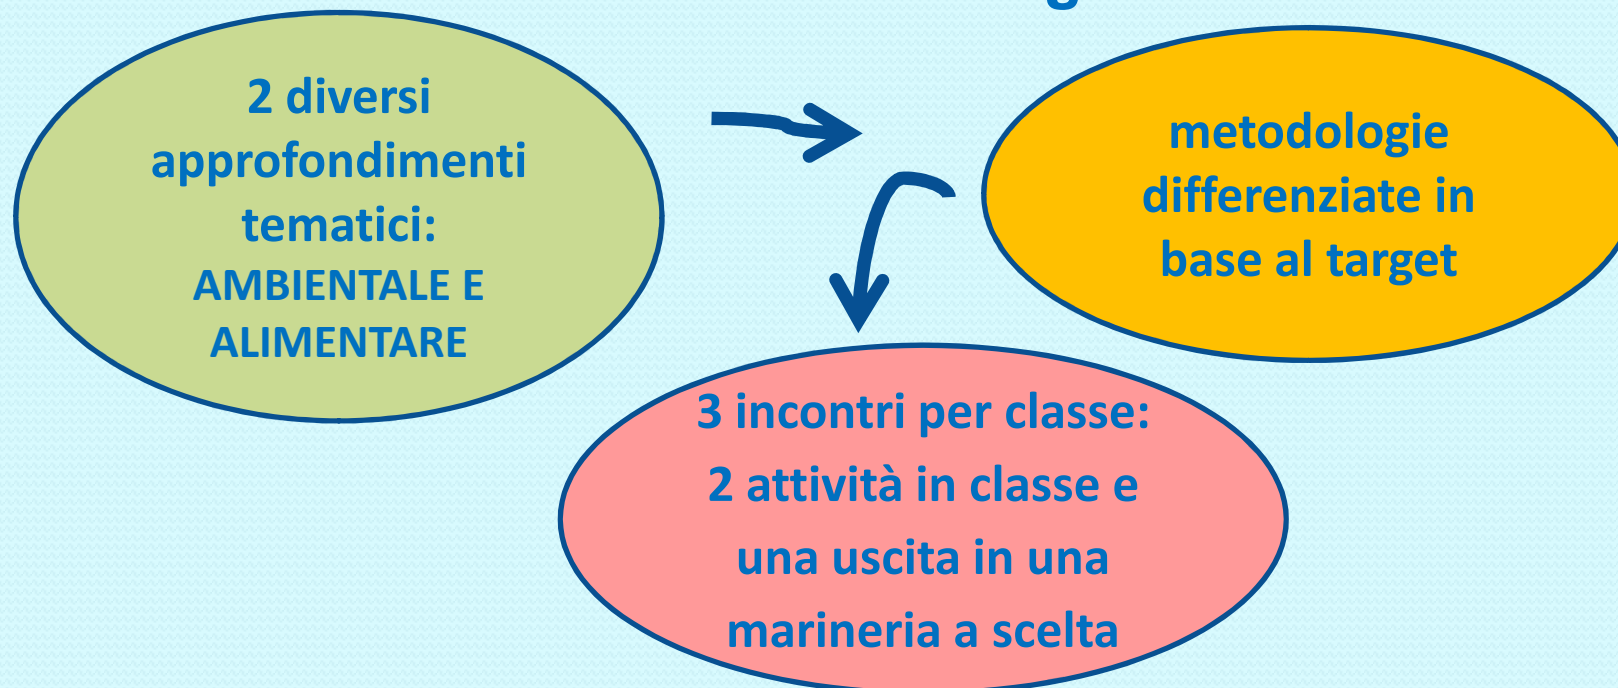 2 diversi
approfondimenti
tematici:
AMBIENTALE E
ALIMENTARE
metodologie
differenziate in
base al target
3 incontri per classe:
2 attività in classe e
una uscita in una
marineria a scelta